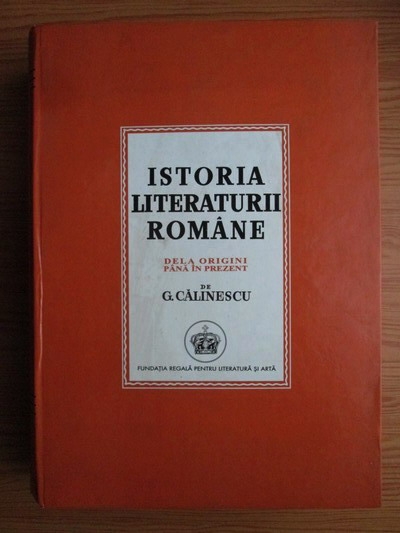 ISTORIA
LITERATURII
ROMÂNE
DELA ORIGINI
PÂNĂ ÎN PREZENT
DE
G. CĂLINESCU
FUNDAȚIA REGALĂ PENTRU LITERATURĂ ȘI ARTĂ